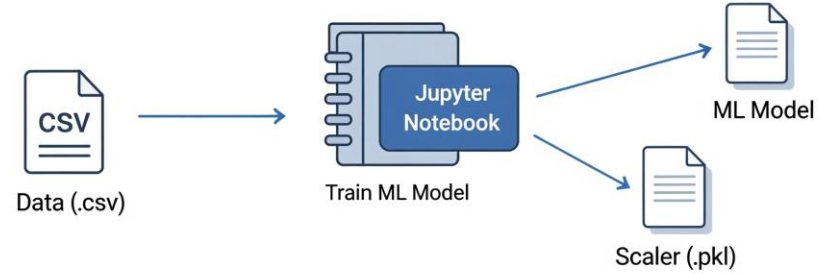 CSV
Data (.csv)
Jupyter
Notebook
Train ML Model
ML Model
Scaler (.pkl)